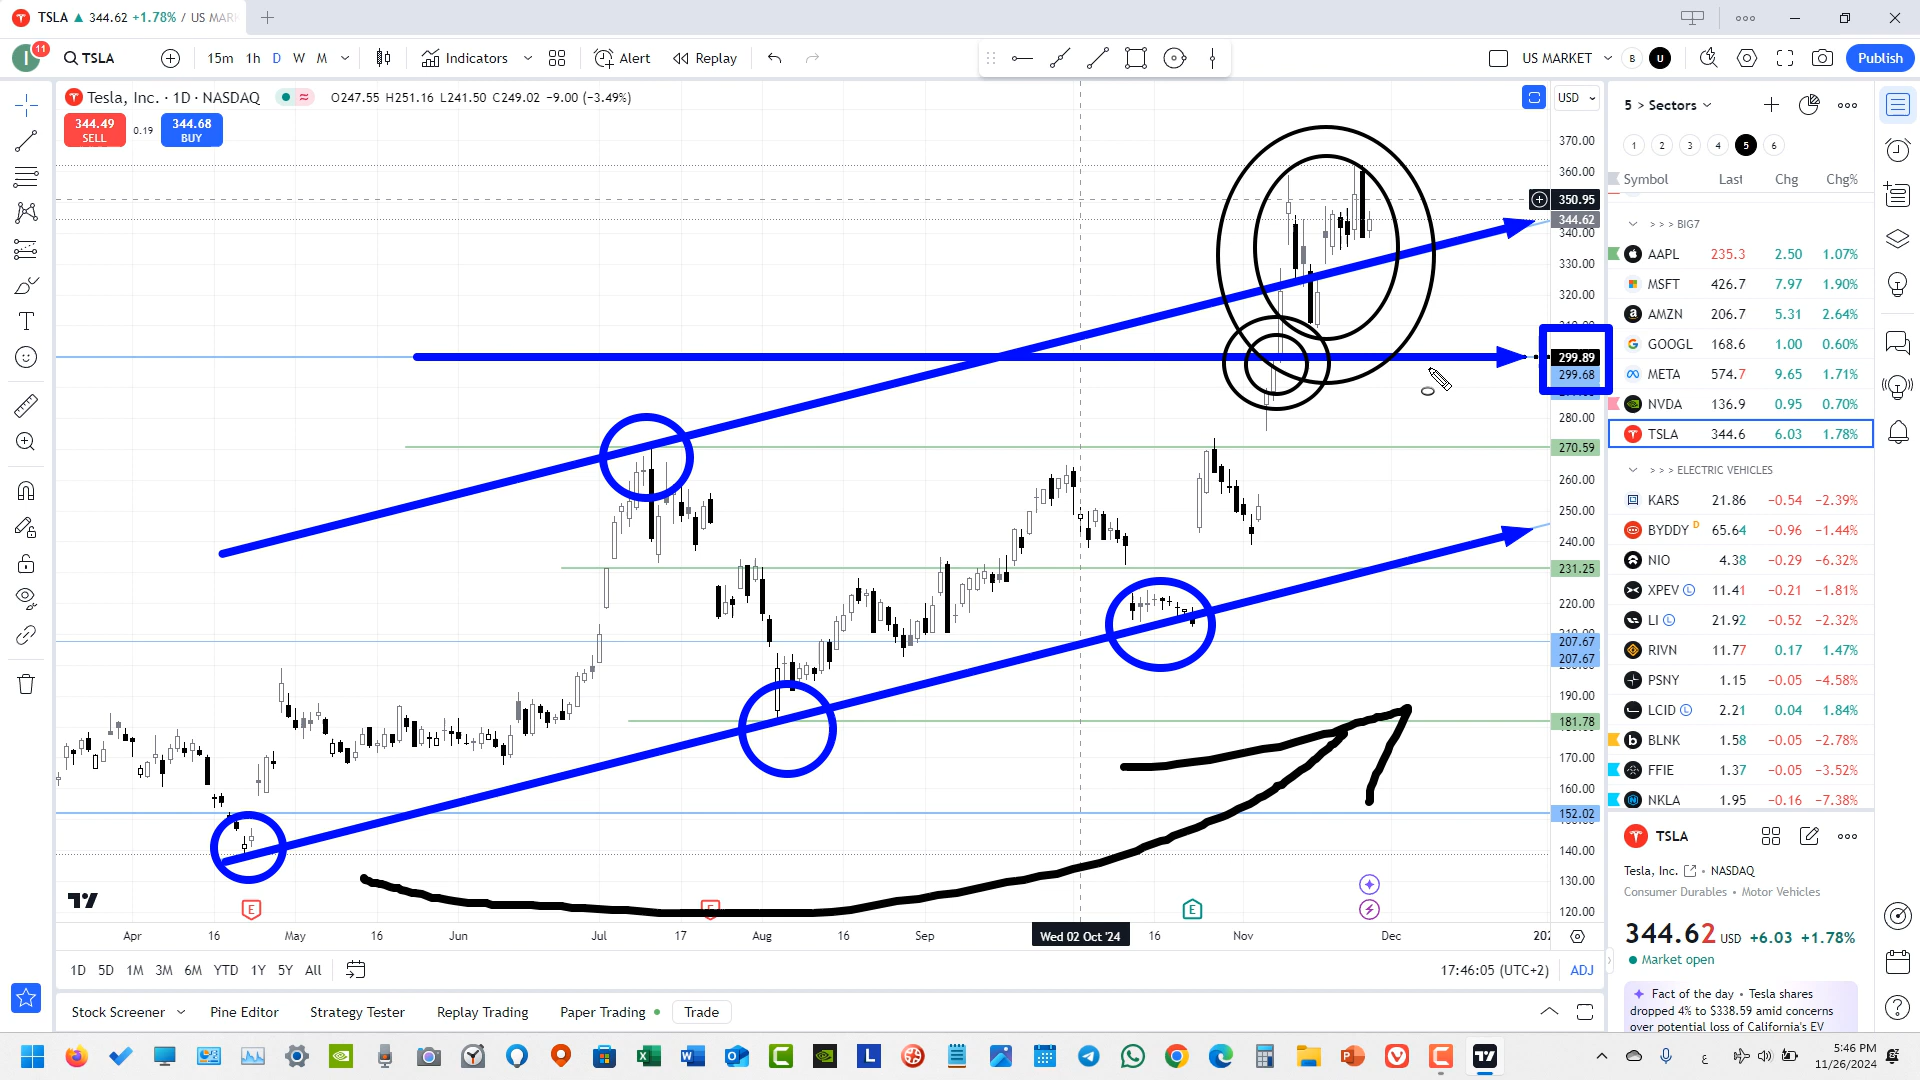 TSLA ▲ 344.62 +1.78% / US MAR
I 11 TSLA 15m 1h D W M Indicators Alert Replay US MARKET B U Publish
Tesla, Inc. · 1D · NASDAQ O247.55 H251.16 L241.50 C249.02 −9.00 (−3.49%)
344.49 SELL 0.19 344.68 BUY
USD
370.00
360.00
350.95
344.62
340.00
330.00
320.00
299.89
299.68
280.00
270.59
260.00
250.00
240.00
231.25
220.00
207.67
207.67
190.00
181.78
170.00
160.00
152.02
140.00
130.00
120.00
E E E
Apr 16 May 16 Jun Jul 17 Aug 16 Sep Wed 02 Oct '24 16 Nov Dec 202
1D 5D 1M 3M 6M YTD 1Y 5Y All 17:46:05 (UTC+2) ADJ
Stock Screener Pine Editor Strategy Tester Replay Trading Paper Trading Trade
5 > Sectors
1 2 3 4 5 6
Symbol Last Chg Chg%
> > > BIG7
AAPL 235.3 2.50 1.07%
MSFT 426.7 7.97 1.90%
AMZN 206.7 5.31 2.64%
GOOGL 168.6 1.00 0.60%
META 574.7 9.65 1.71%
NVDA 136.9 0.95 0.70%
TSLA 344.6 6.03 1.78%
> > > ELECTRIC VEHICLES
KARS 21.86 −0.54 −2.39%
BYDDY D 65.64 −0.96 −1.44%
NIO 4.38 −0.29 −6.32%
XPEV L 11.41 −0.21 −1.81%
LI L 21.92 −0.52 −2.32%
RIVN 11.77 0.17 1.47%
PSNY 1.15 −0.05 −4.58%
LCID L 2.21 0.04 1.84%
BLNK 1.58 −0.05 −2.78%
FFIE 1.37 −0.05 −3.52%
NKLA 1.95 −0.16 −7.38%
TSLA
Tesla, Inc. • NASDAQ
Consumer Durables • Motor Vehicles
344.62 USD +6.03 +1.78%
Market open
Fact of the day • Tesla shares
dropped 4% to $338.59 amid concerns
over potential loss of California's EV
ع 5:46 PM
11/26/2024